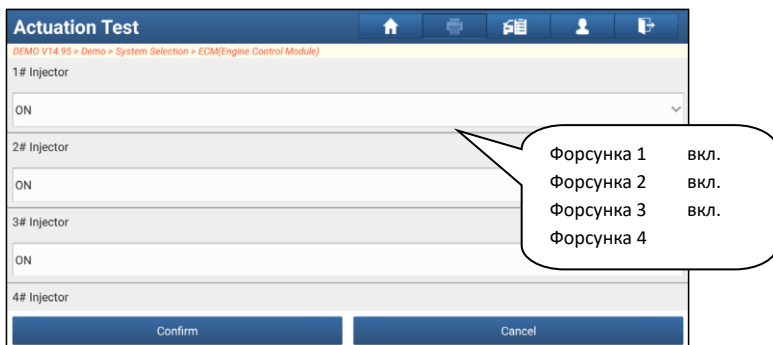 Actuation Test
DEMO V14.95 > Demo > System Selection > ECM(Engine Control Module)
1# Injector
ON
2# Injector
ON
3# Injector
ON
4# Injector
Confirm Cancel
Форсунка 1 вкл.
Форсунка 2 вкл.
Форсунка 3 вкл.
Форсунка 4